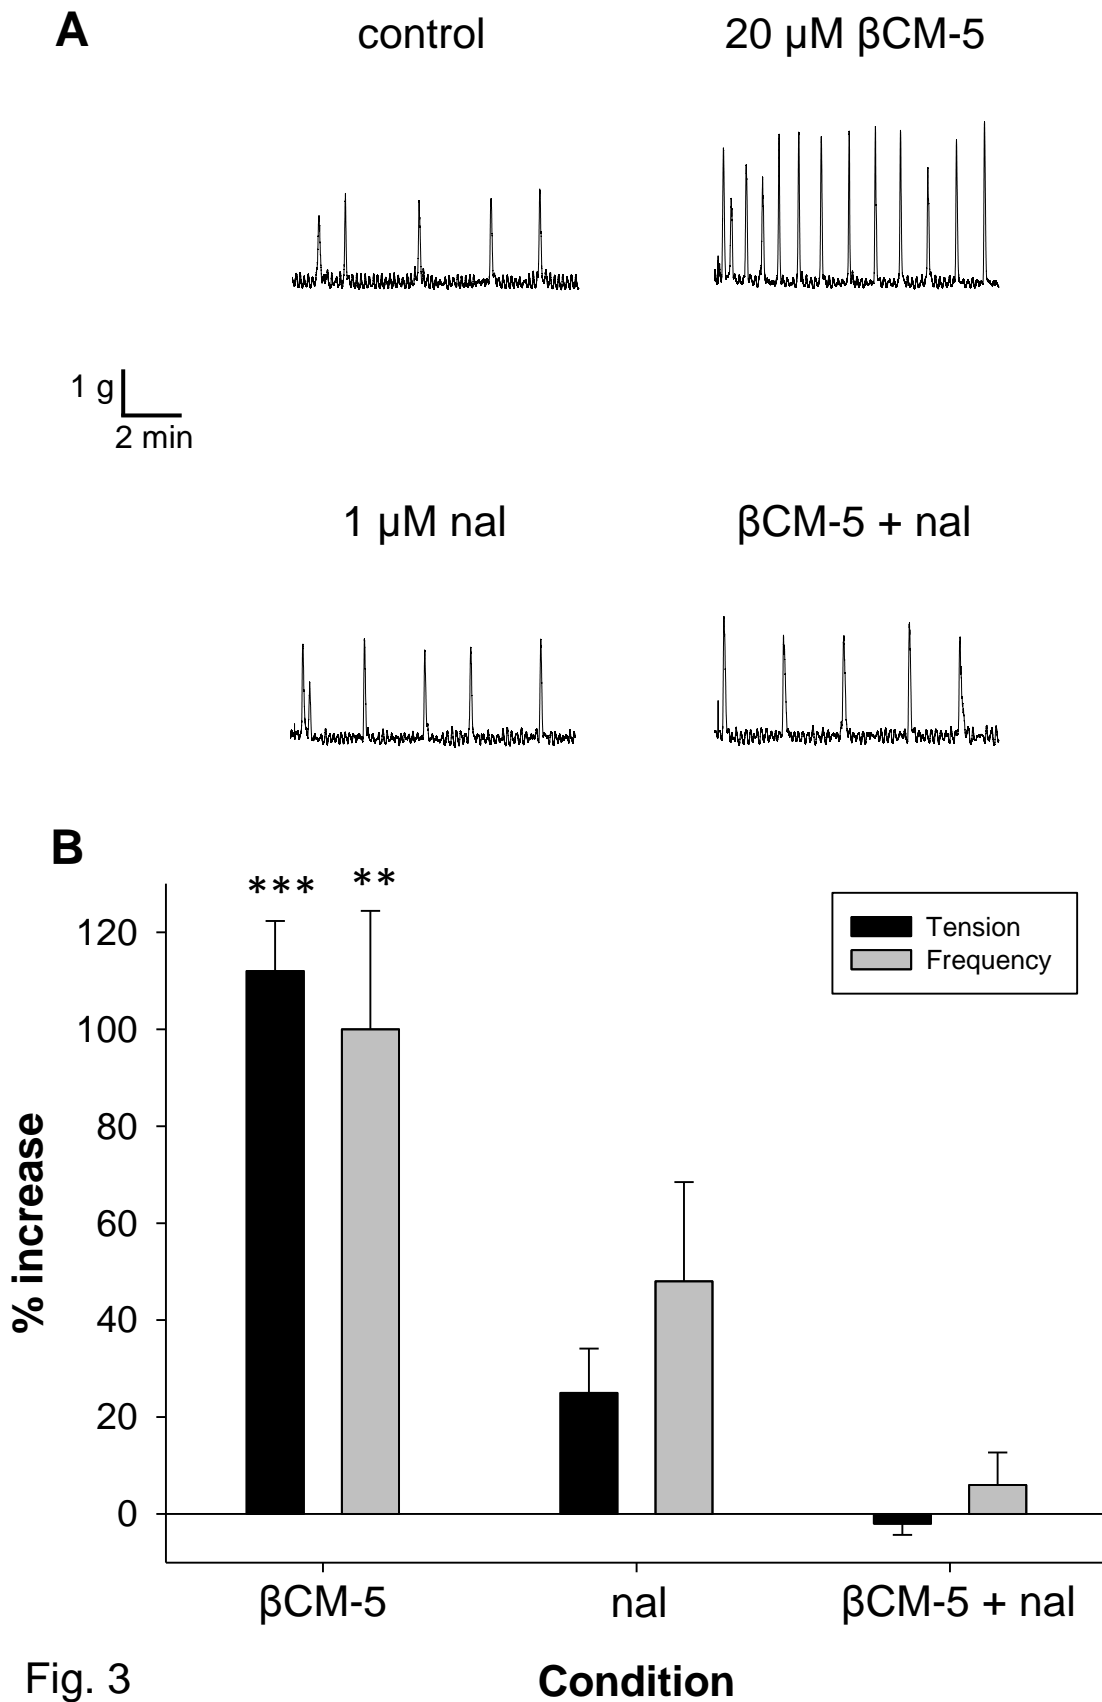 A
control
20 µM βCM-5
1 g
2 min
1 µM nal
βCM-5 + nal
B
*** **
Tension
Frequency
120
100
80
60
40
20
0
% increase
βCM-5
nal
βCM-5 + nal
Fig. 3
Condition